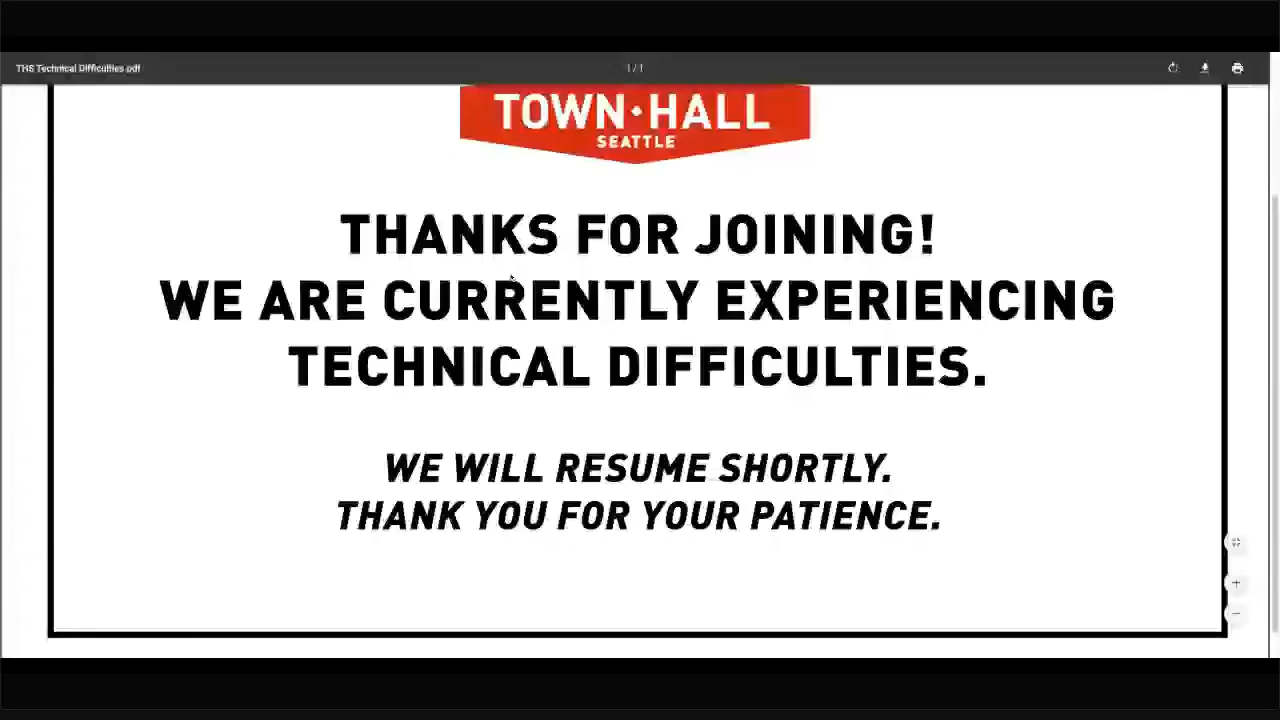 THS Technical Difficulties.pdf
1 / 1
TOWN·HALL
SEATTLE
THANKS FOR JOINING!
WE ARE CURRENTLY EXPERIENCING
TECHNICAL DIFFICULTIES.
WE WILL RESUME SHORTLY.
THANK YOU FOR YOUR PATIENCE.